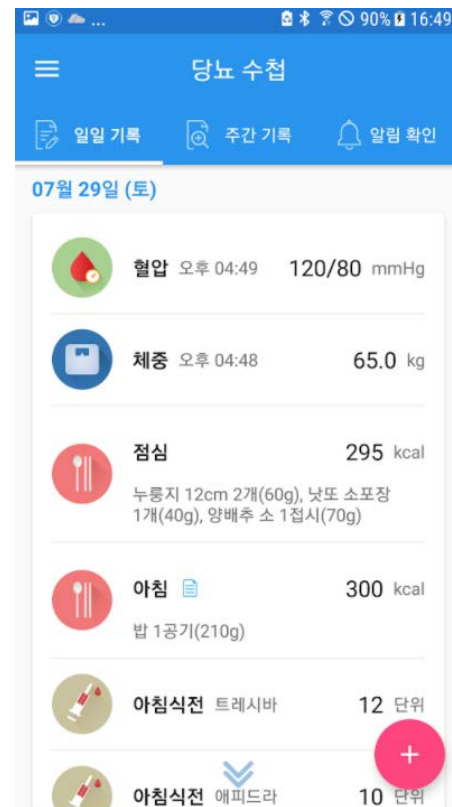 ... 90% 16:49
당뇨 수첩
일일 기록 주간 기록 알림 확인
07월 29일 (토)
혈압 오후 04:49 120/80 mmHg
체중 오후 04:48 65.0 kg
점심 295 kcal
누룽지 12cm 2개(60g), 낫또 소포장
1개(40g), 양배추 소 1접시(70g)
아침 300 kcal
밥 1공기(210g)
아침식전 트레시바 12 단위
아침식전 애피드라 10 단위